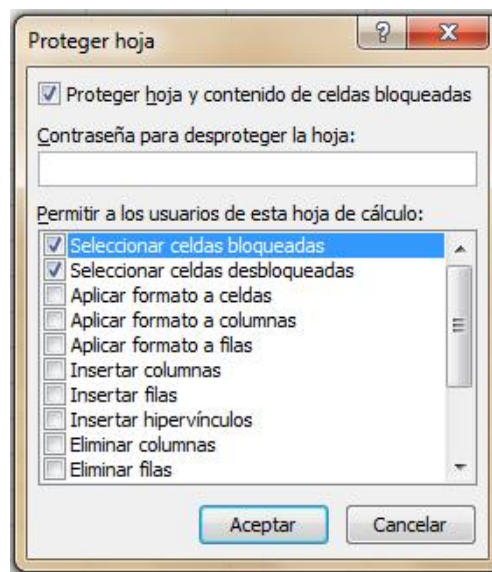 Proteger hoja
Proteger hoja y contenido de celdas bloqueadas
Contraseña para desproteger la hoja:
Permitir a los usuarios de esta hoja de cálculo:
Seleccionar celdas bloqueadas
Seleccionar celdas desbloqueadas
Aplicar formato a celdas
Aplicar formato a columnas
Aplicar formato a filas
Insertar columnas
Insertar filas
Insertar hipervínculos
Eliminar columnas
Eliminar filas
Aceptar
Cancelar